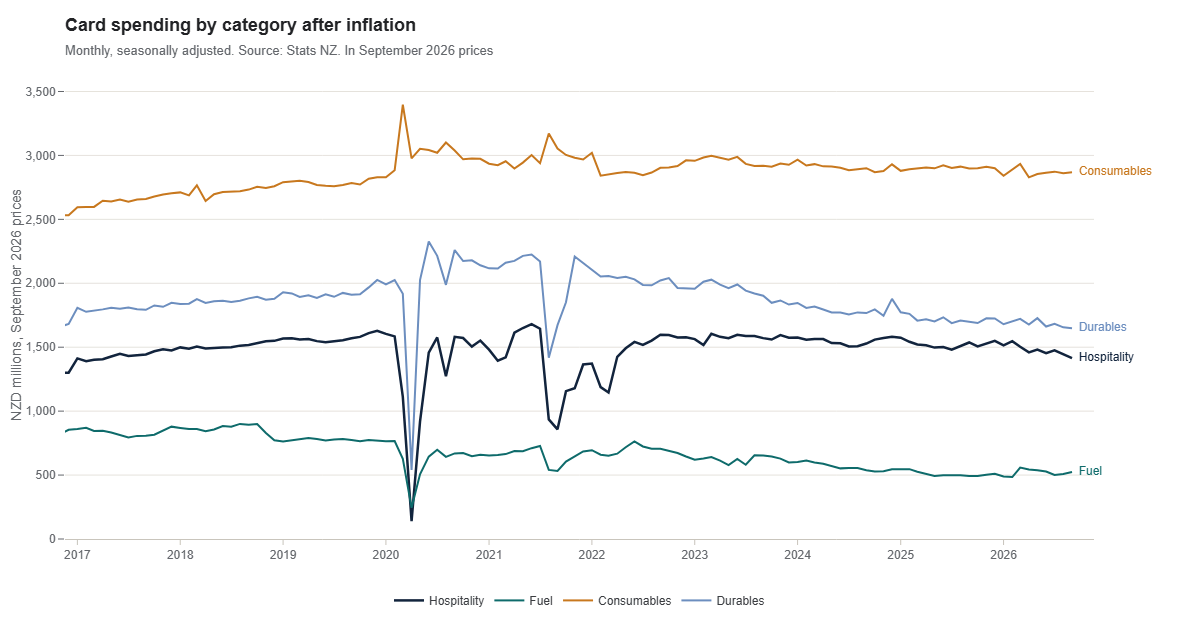 Card spending by category after inflation
Monthly, seasonally adjusted. Source: Stats NZ. In September 2026 prices
NZD millions, September 2026 prices
3,500
3,000
2,500
2,000
1,500
1,000
500
0
Consumables
Durables
Hospitality
Fuel
2017 2018 2019 2020 2021 2022 2023 2024 2025 2026
Hospitality Fuel Consumables Durables